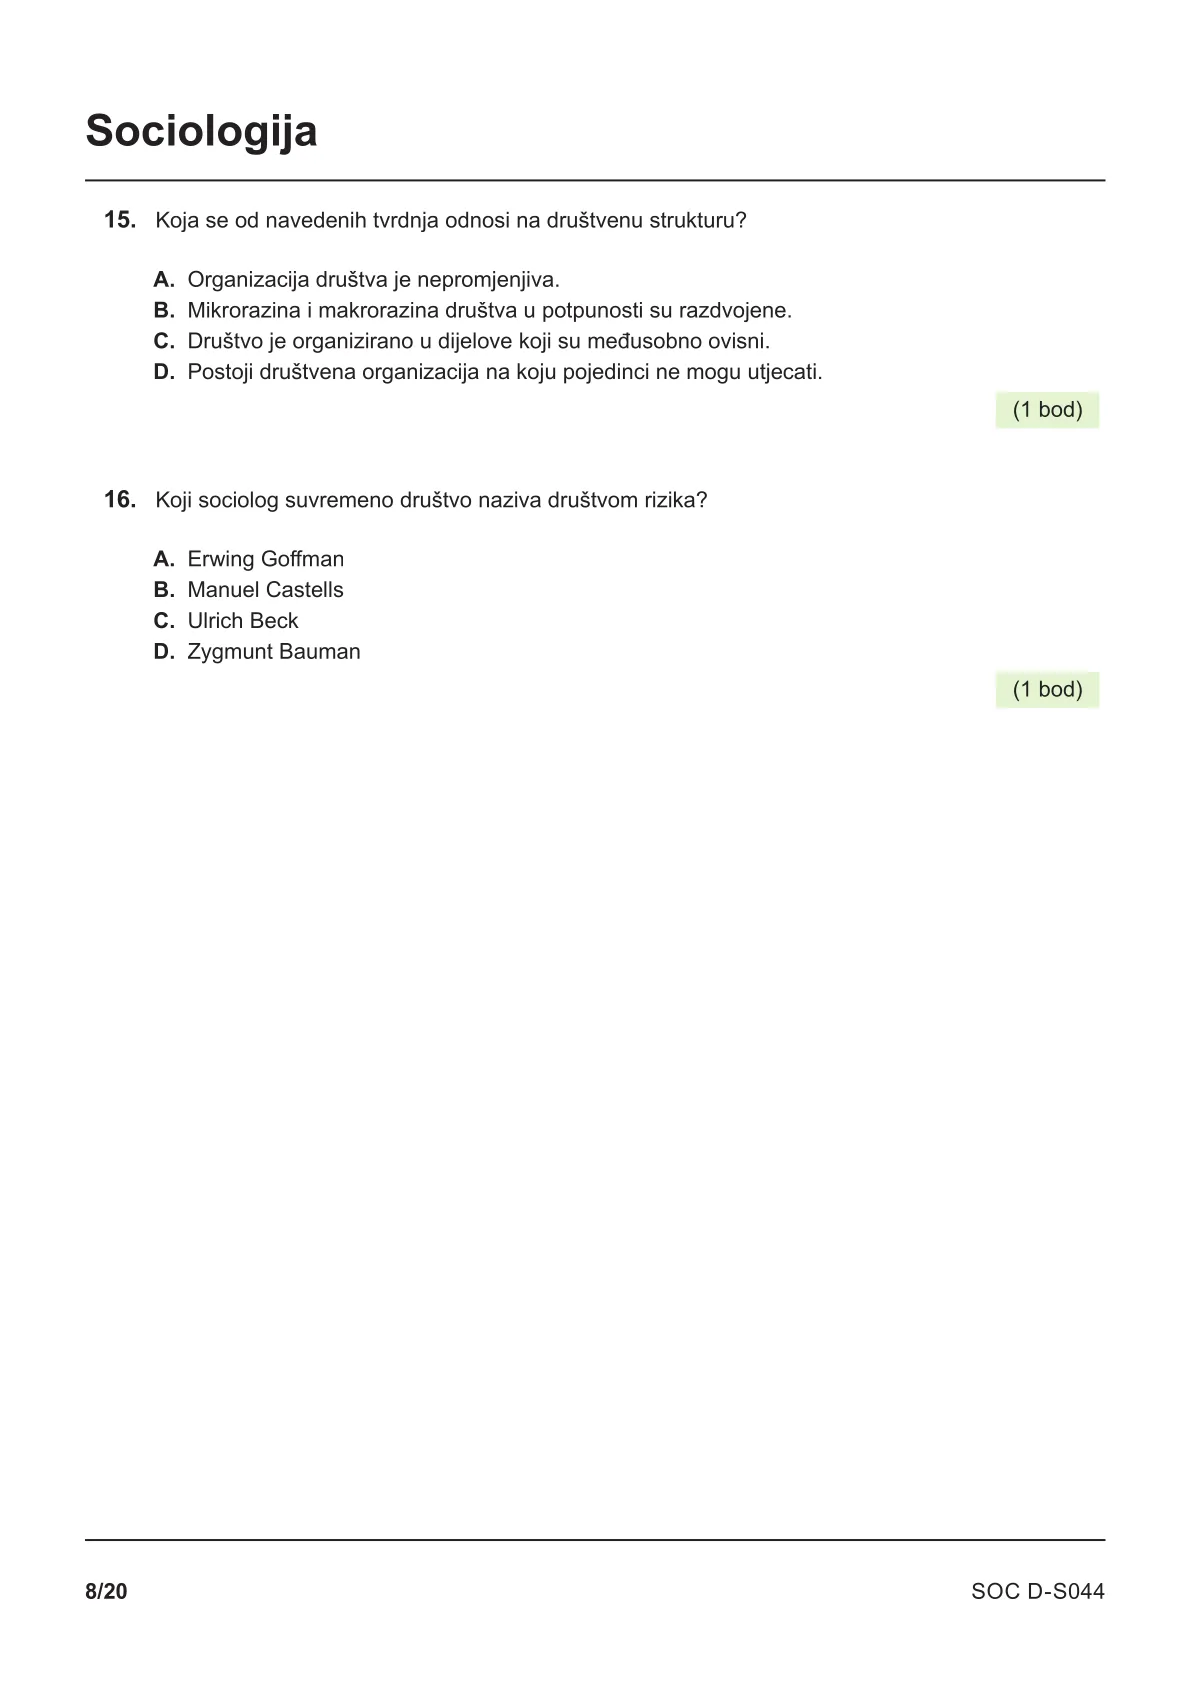 Sociologija
15. Koja se od navedenih tvrdnja odnosi na društvenu strukturu?
A. Organizacija društva je nepromjenjiva.
B. Mikrorazina i makrorazina društva u potpunosti su razdvojene.
C. Društvo je organizirano u dijelove koji su međusobno ovisni.
D. Postoji društvena organizacija na koju pojedinci ne mogu utjecati.
(1 bod)
16. Koji sociolog suvremeno društvo naziva društvom rizika?
A. Erwing Goffman
B. Manuel Castells
C. Ulrich Beck
D. Zygmunt Bauman
(1 bod)
8/20
SOC D-S044